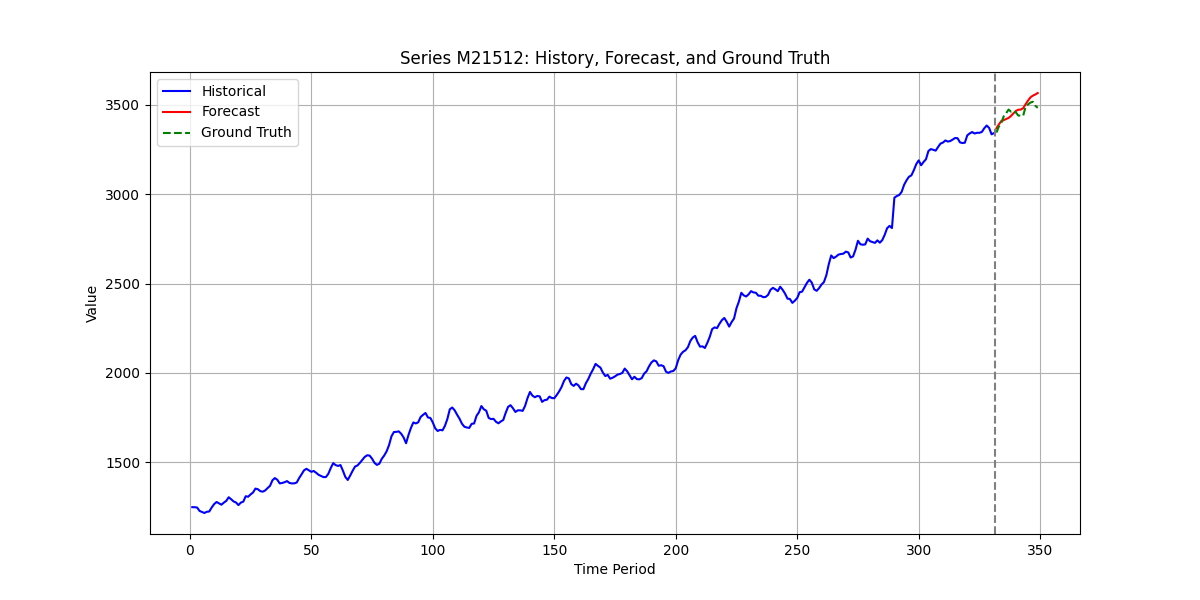 Series M21512: History, Forecast, and Ground Truth
Historical
Forecast
Ground Truth
3500
3000
2500
2000
1500
Value
0
50
100
150
200
250
300
350
Time Period